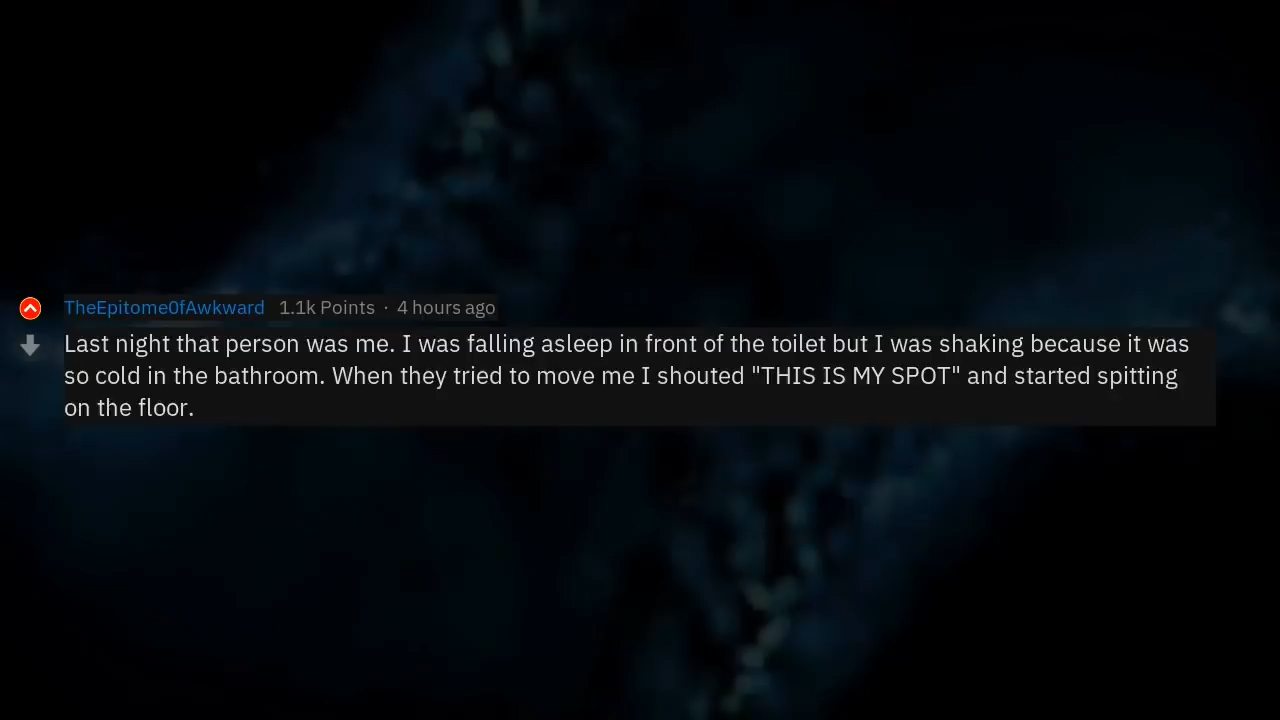 TheEpitome0fAwkward 1.1k Points · 4 hours ago
Last night that person was me. I was falling asleep in front of the toilet but I was shaking because it was
so cold in the bathroom. When they tried to move me I shouted "THIS IS MY SPOT" and started spitting
on the floor.